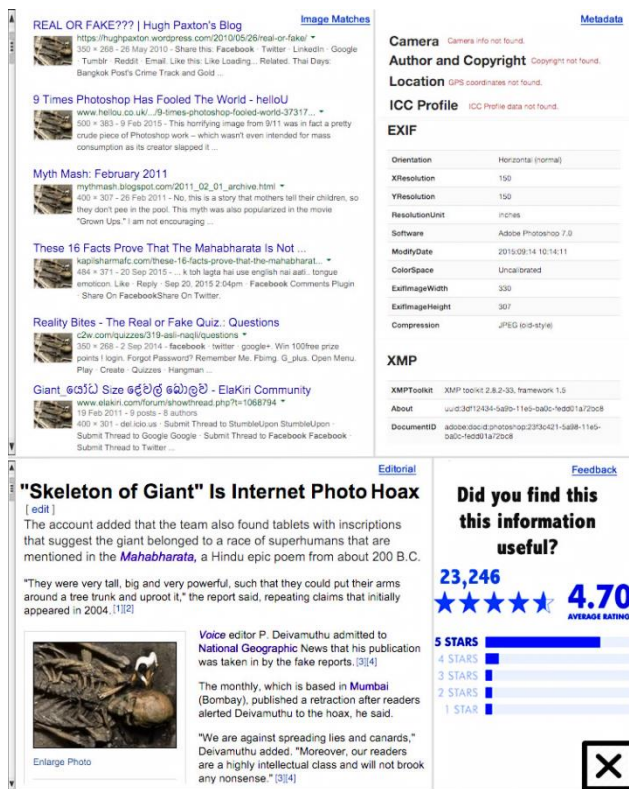 Image Matches
REAL OR FAKE??? | Hugh Paxton's Blog
https://hughpaxton.wordpress.com/2010/05/26/real-or-fake/
350 × 268 - 26 May 2010 - Share this: Facebook · Twitter · LinkedIn · Google
· Tumblr · Reddit · Email. Like this: Like Loading... Related. Thai Days:
Bangkok Post's Crime Track and Gold ...
9 Times Photoshop Has Fooled The World - helloU
www.hellou.co.uk/.../9-times-photoshop-fooled-world-37317...
500 × 383 - 9 Feb 2015 - This horrifying image from 9/11 was in fact a pretty
crude piece of Photoshop work – which wasn't even intended for mass
consumption as its creator slapped it ...
Myth Mash: February 2011
mythmash.blogspot.com/2011_02_01_archive.html
400 × 307 - 26 Feb 2011 - No, this is a story that mothers tell their children, so
they don't pee in the pool. This myth was also popularized in the movie
"Grown Ups." I am not encouraging ...
These 16 Facts Prove That The Mahabharata Is Not ...
kapilsharmafc.com/these-16-facts-prove-that-the-mahabharat...
484 × 371 - 20 Sep 2015 - ... k toh lagta hai use english nai aati.. tongue
emoticon. Like · Reply · Sep 20, 2015 2:04pm · Facebook Comments Plugin
· Share On FacebookShare On Twitter.
Reality Bites - The Real or Fake Quiz.: Questions
c2w.com/quizzes/319-asli-naqli/questions
350 × 268 - 2 Sep 2014 - facebook · twitter · google+. Win 100free prize
points ! login. Forgot Password? Remember Me. Fbimg. G_plus. Open Menu.
Play · Create · Quizzes · Hangman ...
Giant යෝධ Size දේවල් බොලව් - ElaKiri Community
www.elakiri.com/forum/showthread.php?t=1068794
19 Feb 2011 - 9 posts - 8 authors
400 × 301 - del.icio.us · Submit Thread to StumbleUpon StumbleUpon ·
Submit Thread to Google Google · Submit Thread to Facebook Facebook ·
Submit Thread to Twitter ...
Metadata
Camera Camera info not found.
Author and Copyright Copyright not found.
Location GPS coordinates not found.
ICC Profile ICC Profile data not found.
EXIF
Orientation Horizontal (normal)
XResolution 150
YResolution 150
ResolutionUnit inches
Software Adobe Photoshop 7.0
ModifyDate 2015:09:14 10:14:11
ColorSpace Uncalibrated
ExifImageWidth 330
ExifImageHeight 307
Compression JPEG (old-style)
XMP
XMPToolkit XMP toolkit 2.8.2-33, framework 1.5
About uuid:3df12434-5a9b-11e5-ba0c-fedd01a72bc8
DocumentID adobe:docid:photoshop:23f3c421-5a98-11e5-
ba0c-fedd01a72bc8
Editorial
"Skeleton of Giant" Is Internet Photo Hoax
[ edit ]
The account added that the team also found tablets with inscriptions
that suggest the giant belonged to a race of superhumans that are
mentioned in the Mahabharata, a Hindu epic poem from about 200 B.C.
"They were very tall, big and very powerful, such that they could put their arms
around a tree trunk and uproot it," the report said, repeating claims that initially
appeared in 2004. [1][2]
Voice editor P. Deivamuthu admitted to
National Geographic News that his publication
was taken in by the fake reports. [3][4]
The monthly, which is based in Mumbai
(Bombay), published a retraction after readers
alerted Deivamuthu to the hoax, he said.
"We are against spreading lies and canards,"
Deivamuthu added. "Moreover, our readers
are a highly intellectual class and will not brook
any nonsense." [3][4]
Enlarge Photo
Feedback
Did you find this
this information
useful?
23,246
4.70
AVERAGE RATING
5 STARS
4 STARS
3 STARS
2 STARS
1 STAR